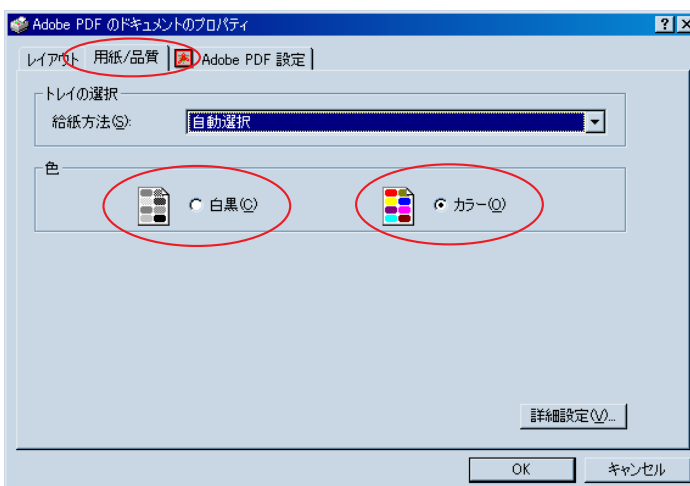 Adobe PDF のドキュメントのプロパティ
レイアウト 用紙/品質 Adobe PDF 設定
トレイの選択
給紙方法(S): 自動選択
色
白黒(C) カラー(O)
詳細設定(V)...
OK キャンセル